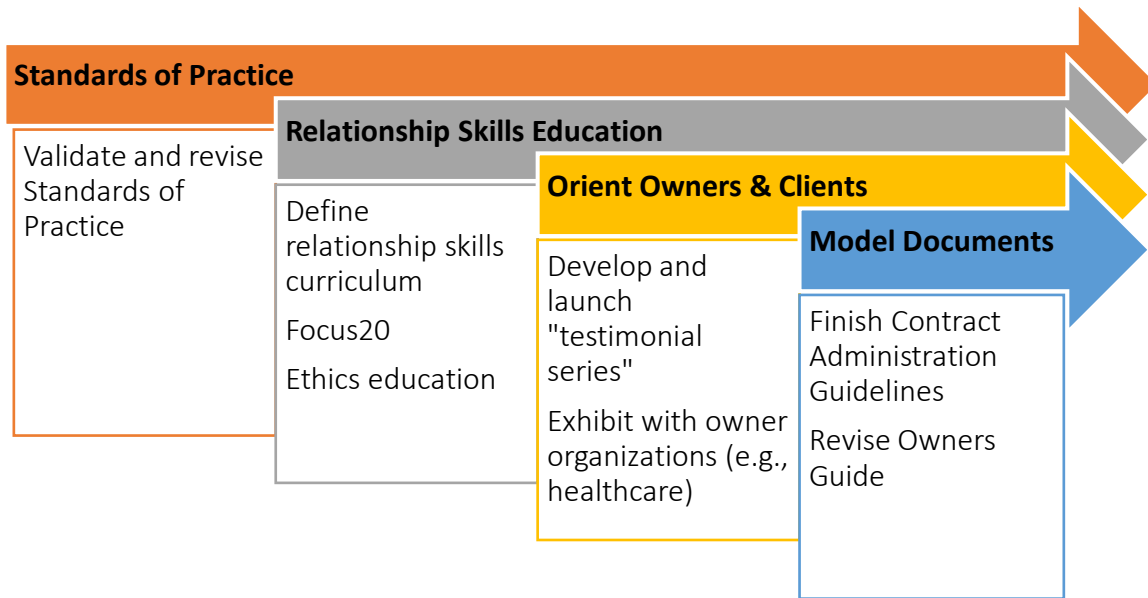 Standards of Practice
Validate and revise
Standards of
Practice
Relationship Skills Education
Define
relationship skills
curriculum
Focus20
Ethics education
Orient Owners & Clients
Develop and
launch
"testimonial
series"
Exhibit with owner
organizations (e.g.,
healthcare)
Model Documents
Finish Contract
Administration
Guidelines
Revise Owners
Guide